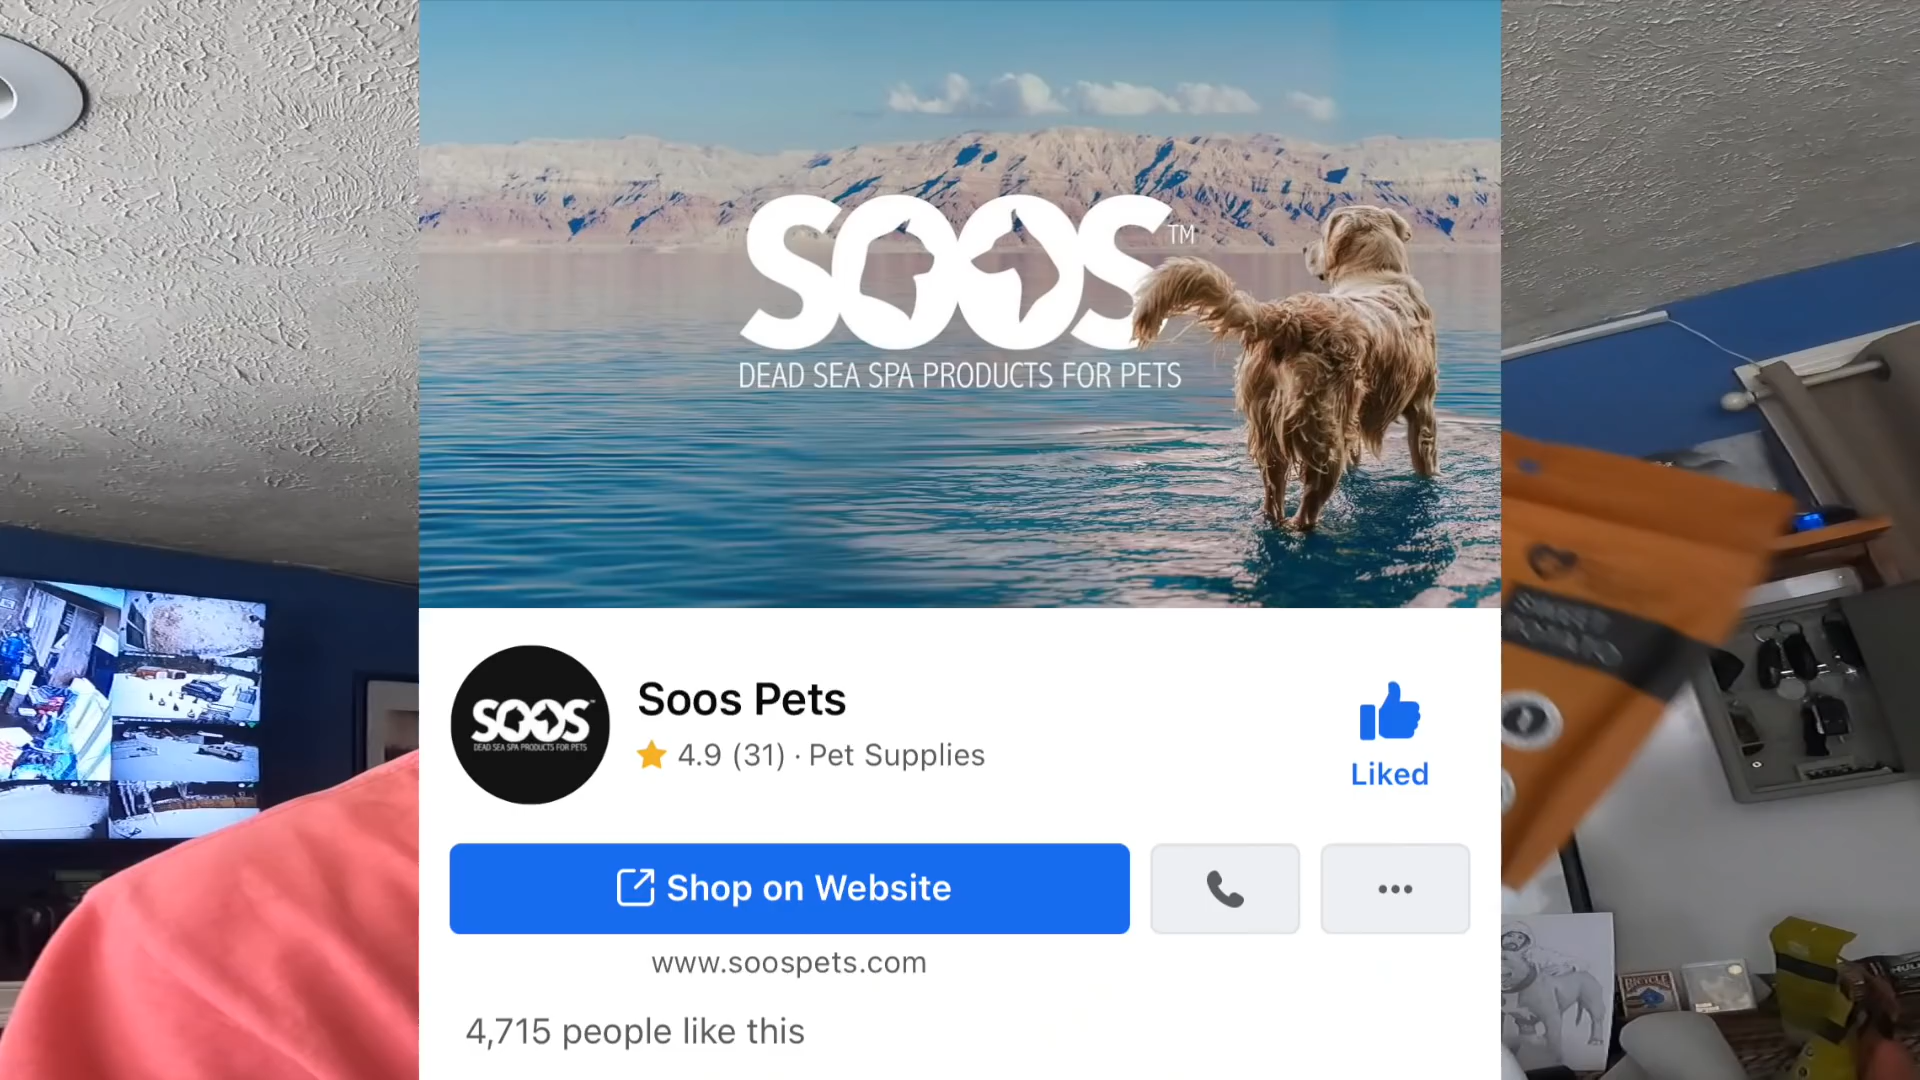 SOOS™
DEAD SEA SPA PRODUCTS FOR PETS
SOOS
DEAD SEA SPA PRODUCTS FOR PETS
Soos Pets
4.9 (31) · Pet Supplies
Liked
Shop on Website
www.soospets.com
4,715 people like this
BICYCLE